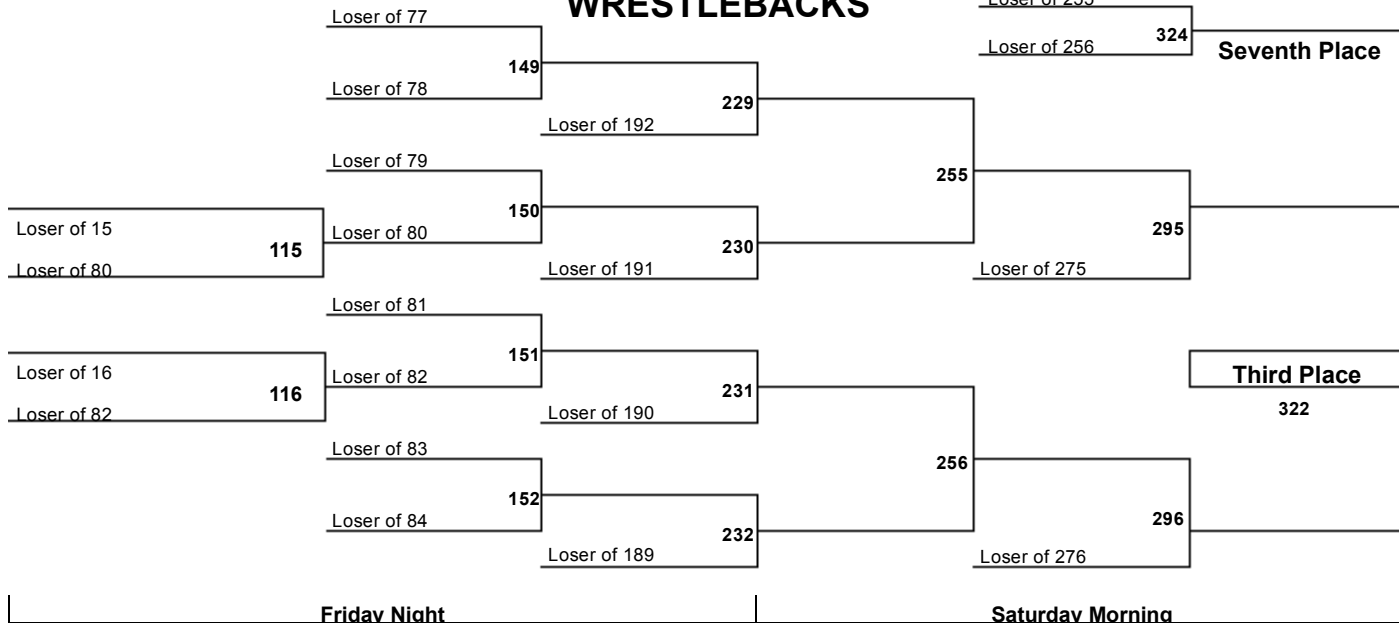 WRESTLEBACKS
Loser of 77
149
Loser of 78
229
Loser of 192
Loser of 79
150
Loser of 80
230
Loser of 191
255
Loser of 15
115
Loser of 80
Loser of 81
151
Loser of 82
231
Loser of 190
Loser of 16
116
Loser of 82
Loser of 83
152
Loser of 84
232
Loser of 189
256
Loser of 255
324
Loser of 256
Seventh Place
295
Loser of 275
Third Place
322
296
Loser of 276
Friday Night
Saturday Morning